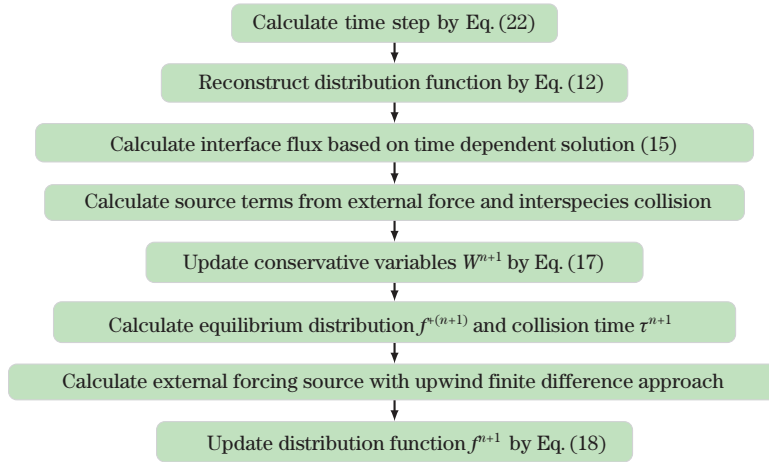 Calculate time step by Eq. (22)
Reconstruct distribution function by Eq. (12)
Calculate interface flux based on time dependent solution (15)
Calculate source terms from external force and interspecies collision
Update conservative variables Wⁿ⁺¹ by Eq. (17)
Calculate equilibrium distribution f⁺⁽ⁿ⁺¹⁾ and collision time τⁿ⁺¹
Calculate external forcing source with upwind finite difference approach
Update distribution function fⁿ⁺¹ by Eq. (18)